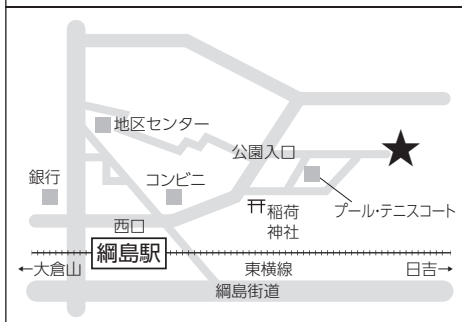 地区センター
公園入口
銀行
コンビニ
稲荷
神社
プール・テニスコート
西口
綱島駅
←大倉山
東横線
日吉→
綱島街道